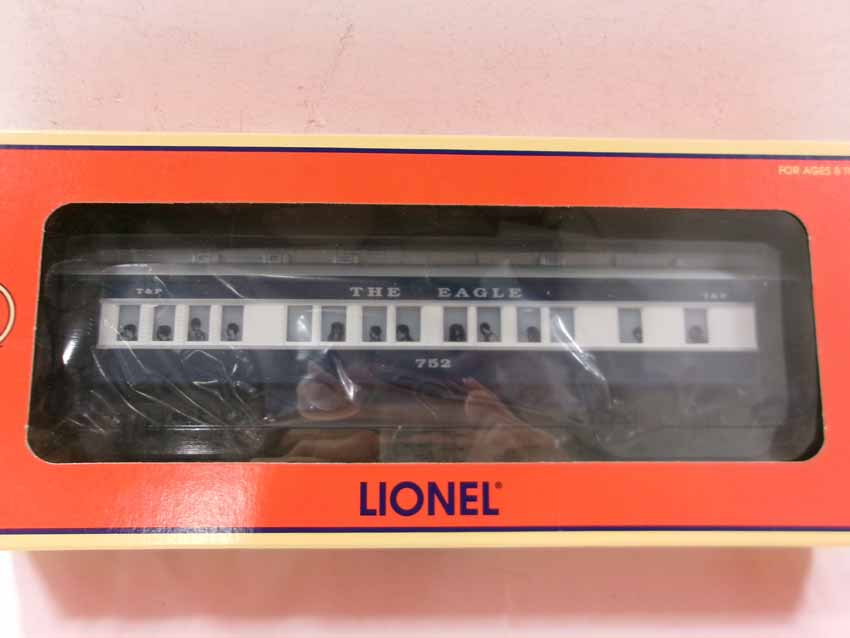 FOR AGES 8
THE EAGLE
T&P T&P
752
LIONEL®